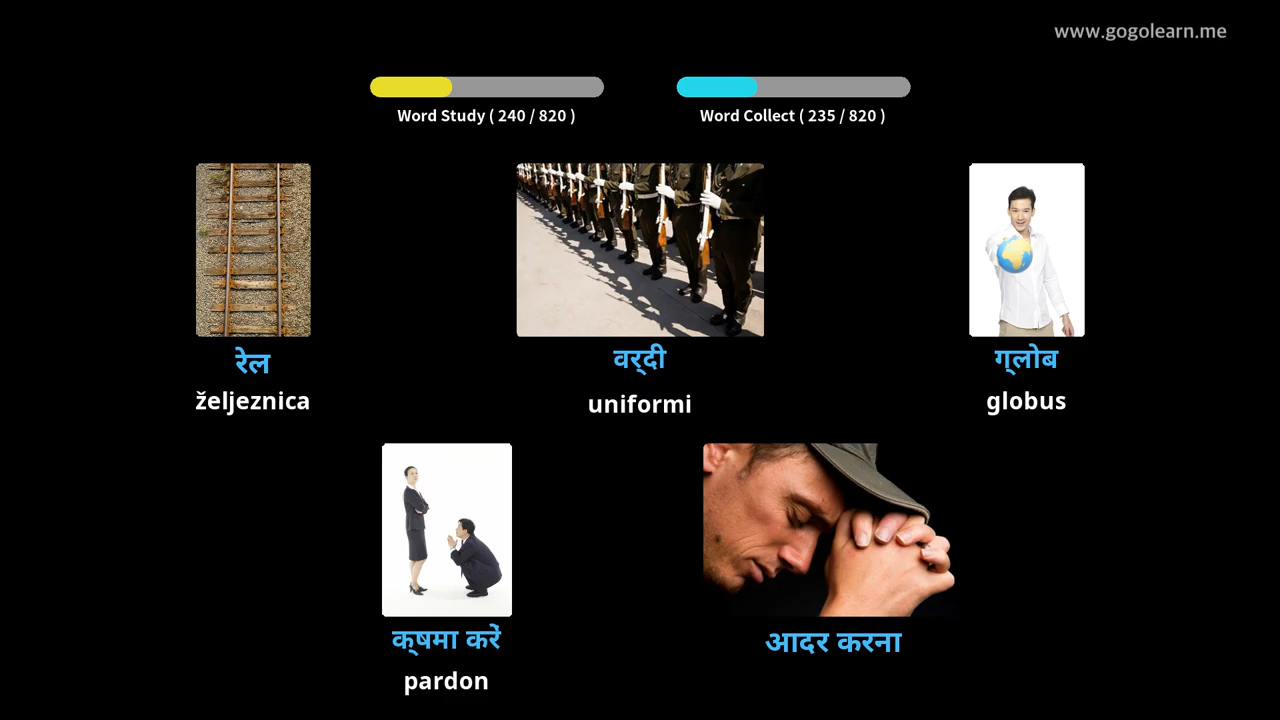 www.gogolearn.me
Word Study ( 240 / 820 )
Word Collect ( 235 / 820 )
रेल
वर्दी
ग्लोब
željeznica
uniformi
globus
क्षमा करें
आदर करना
pardon